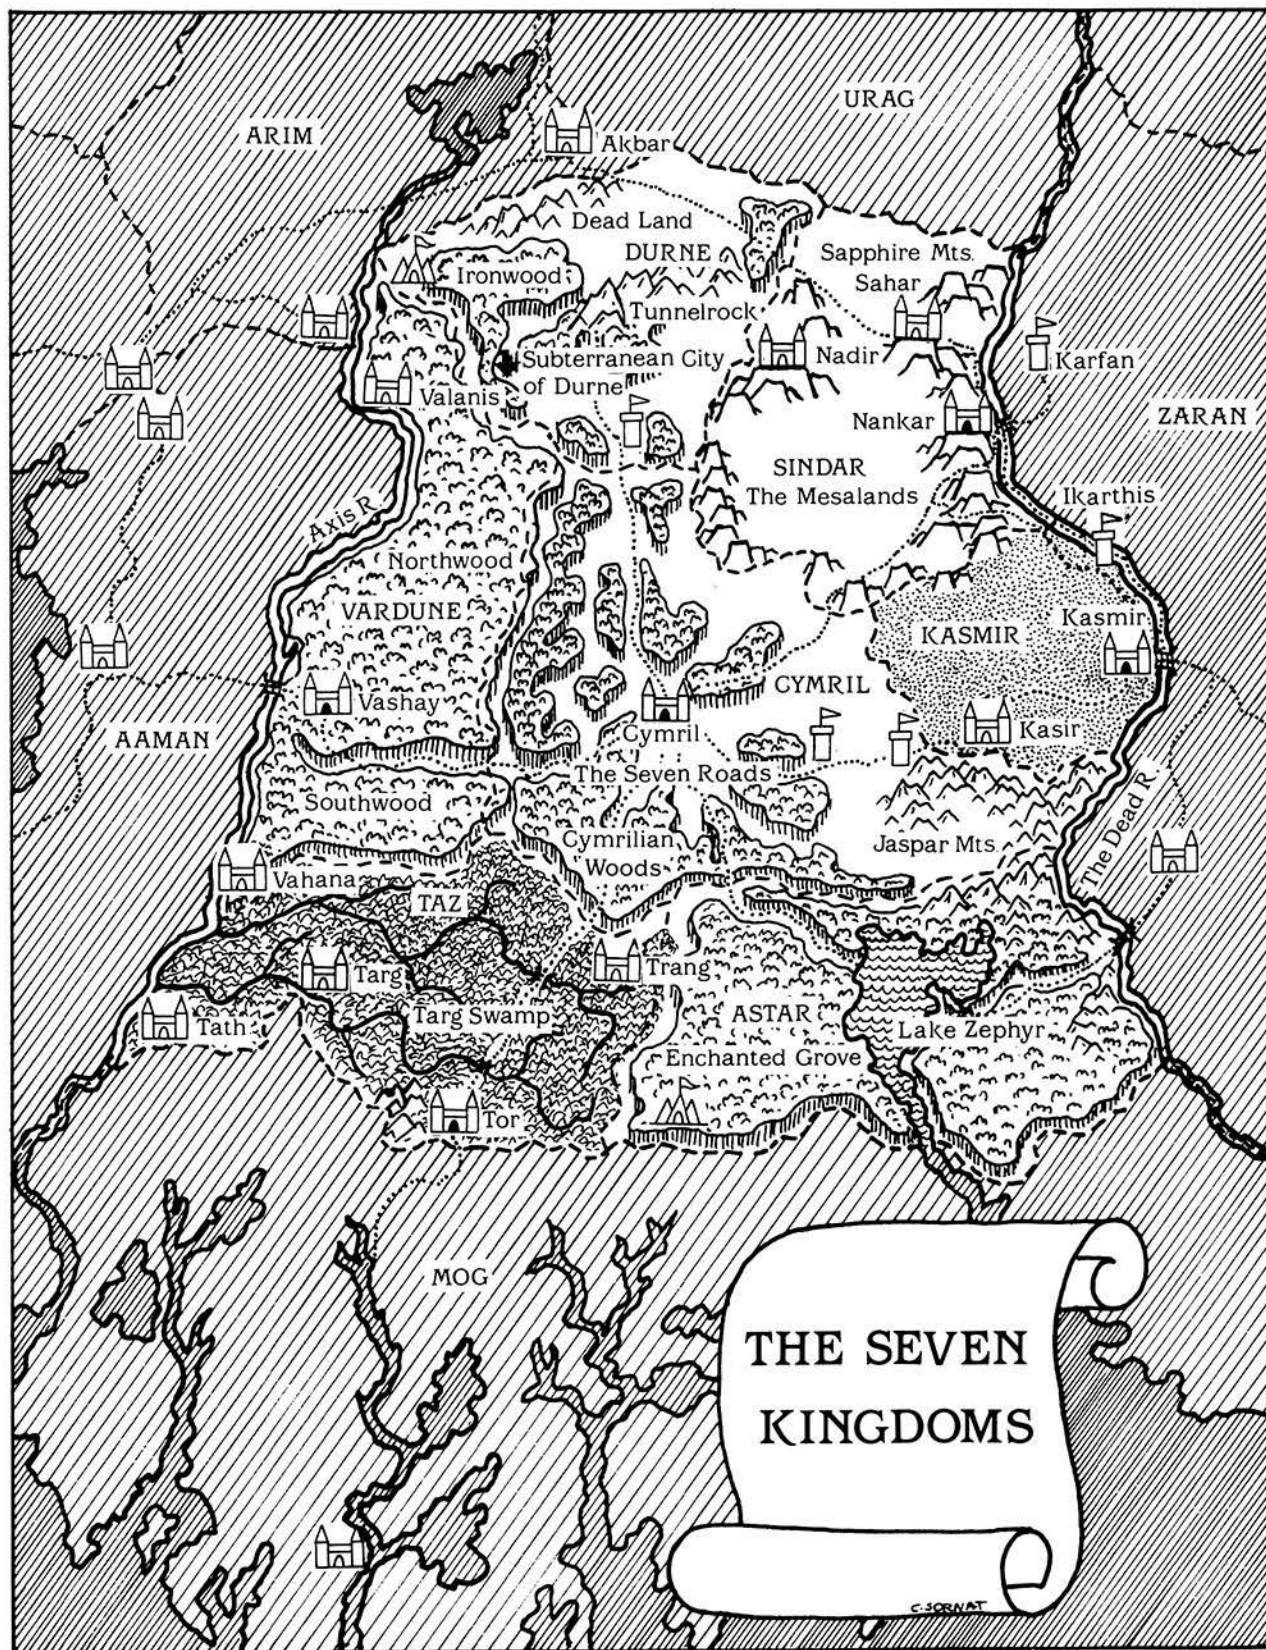 URAG
ARIM
Akbar
Dead Land
DURNE
Sapphire Mts.
Sahar
Ironwood
Tunnelrock
Subterranean City
of Durne
Nadir
Karfan
Valanis
Nankar
ZARAN
SINDAR
The Mesalands
Ikarthis
Axis R.
Northwood
VARDUNE
KASMIR
Kasmir
CYMRIL
Vashay
AAMAN
Cymril
Kasir
The Seven Roads
Southwood
The Dead R.
Cymrilian
Woods
Jaspar Mts.
Vahana
TAZ
Targ
Trang
Tath
Targ Swamp
ASTAR
Lake Zephyr
Enchanted Grove
Tor
MOG
THE SEVEN
KINGDOMS
C. SORNAT